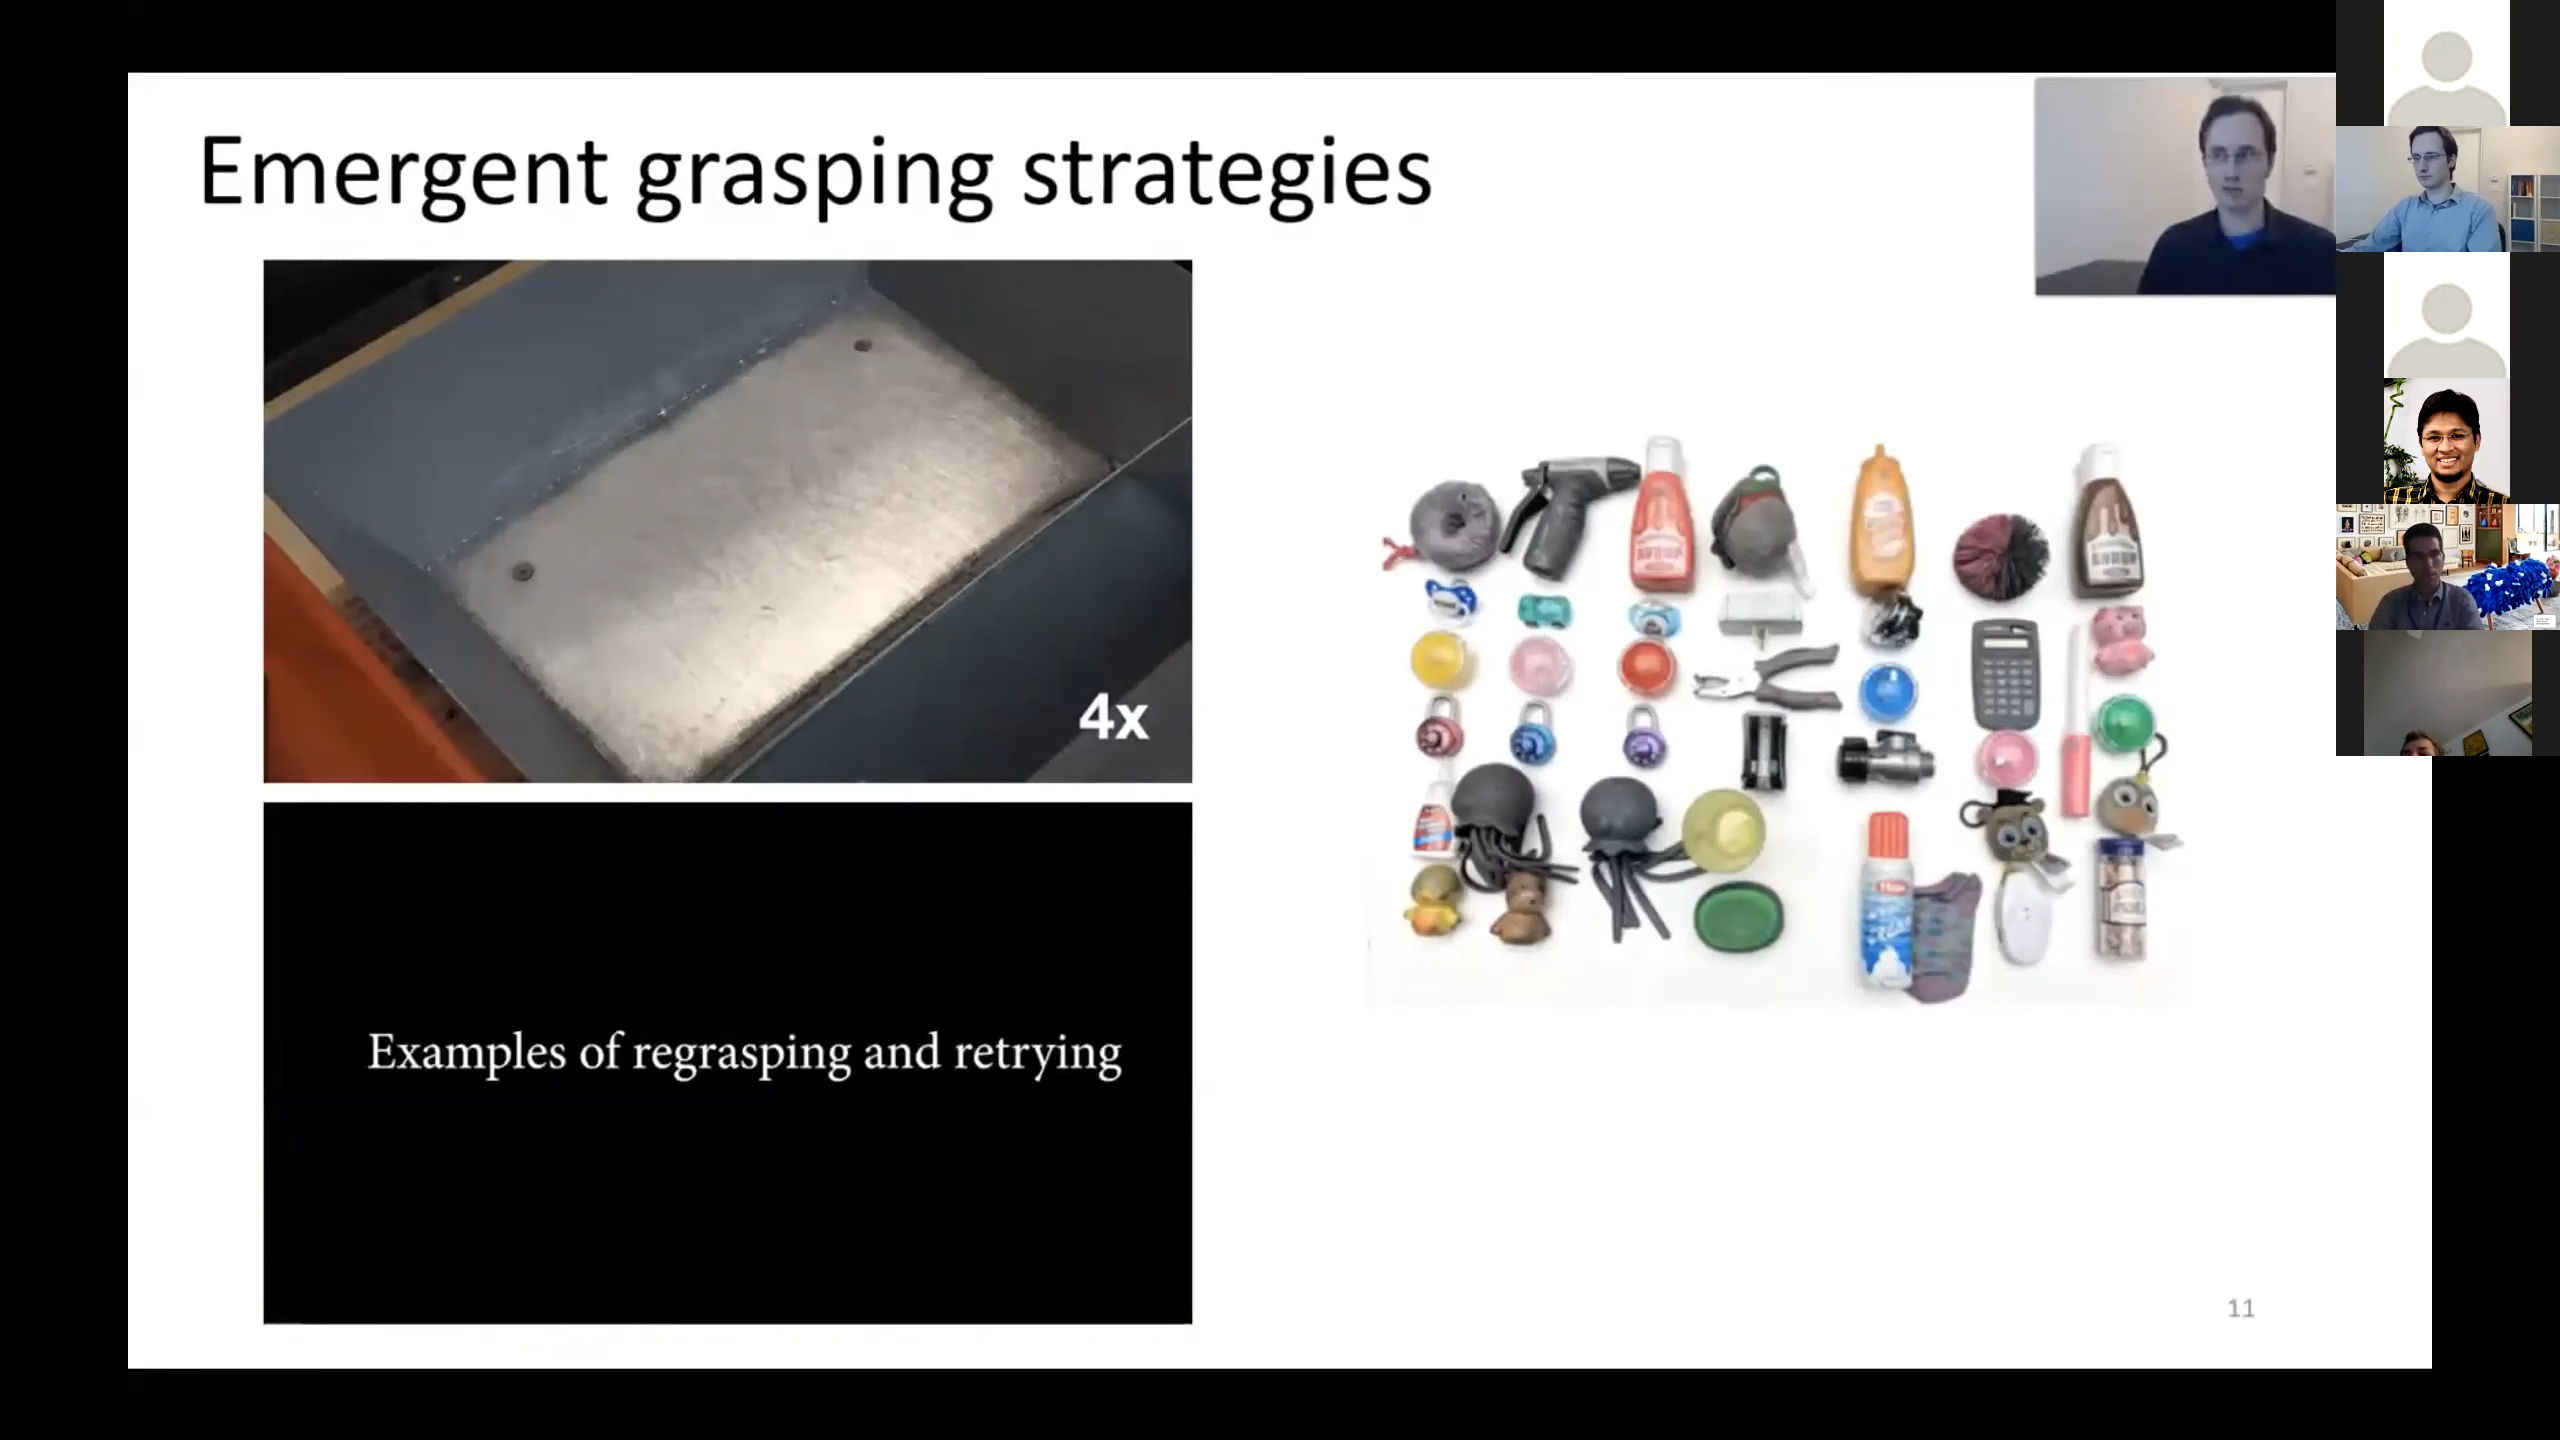 Emergent grasping strategies
4x
Examples of regrasping and retrying
11